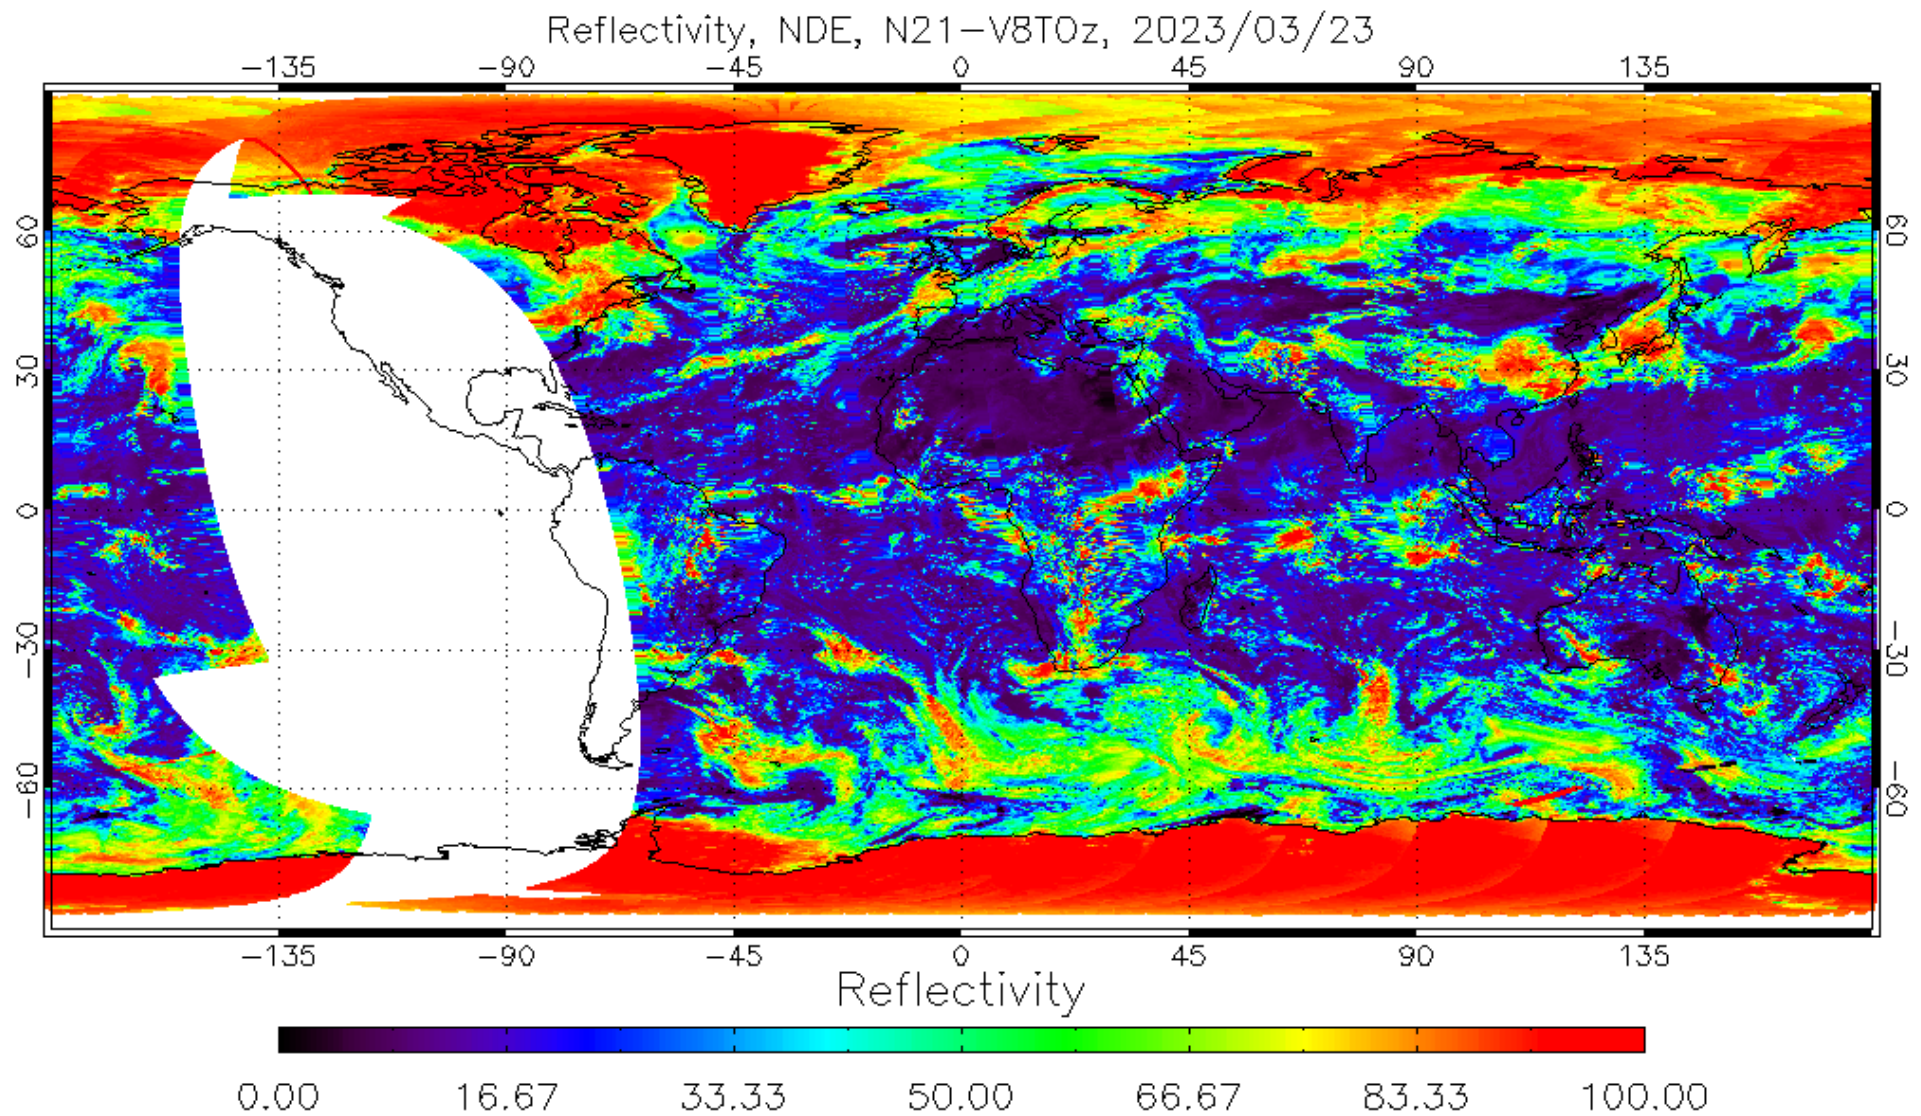 Reflectivity, NDE, N21-V8TOz, 2023/03/23
-135 -90 -45 0 45 90 135
60 60
30 30
0 0
-30 -30
-60 -60
-135 -90 -45 0 45 90 135
Reflectivity
0.00 16.67 33.33 50.00 66.67 83.33 100.00